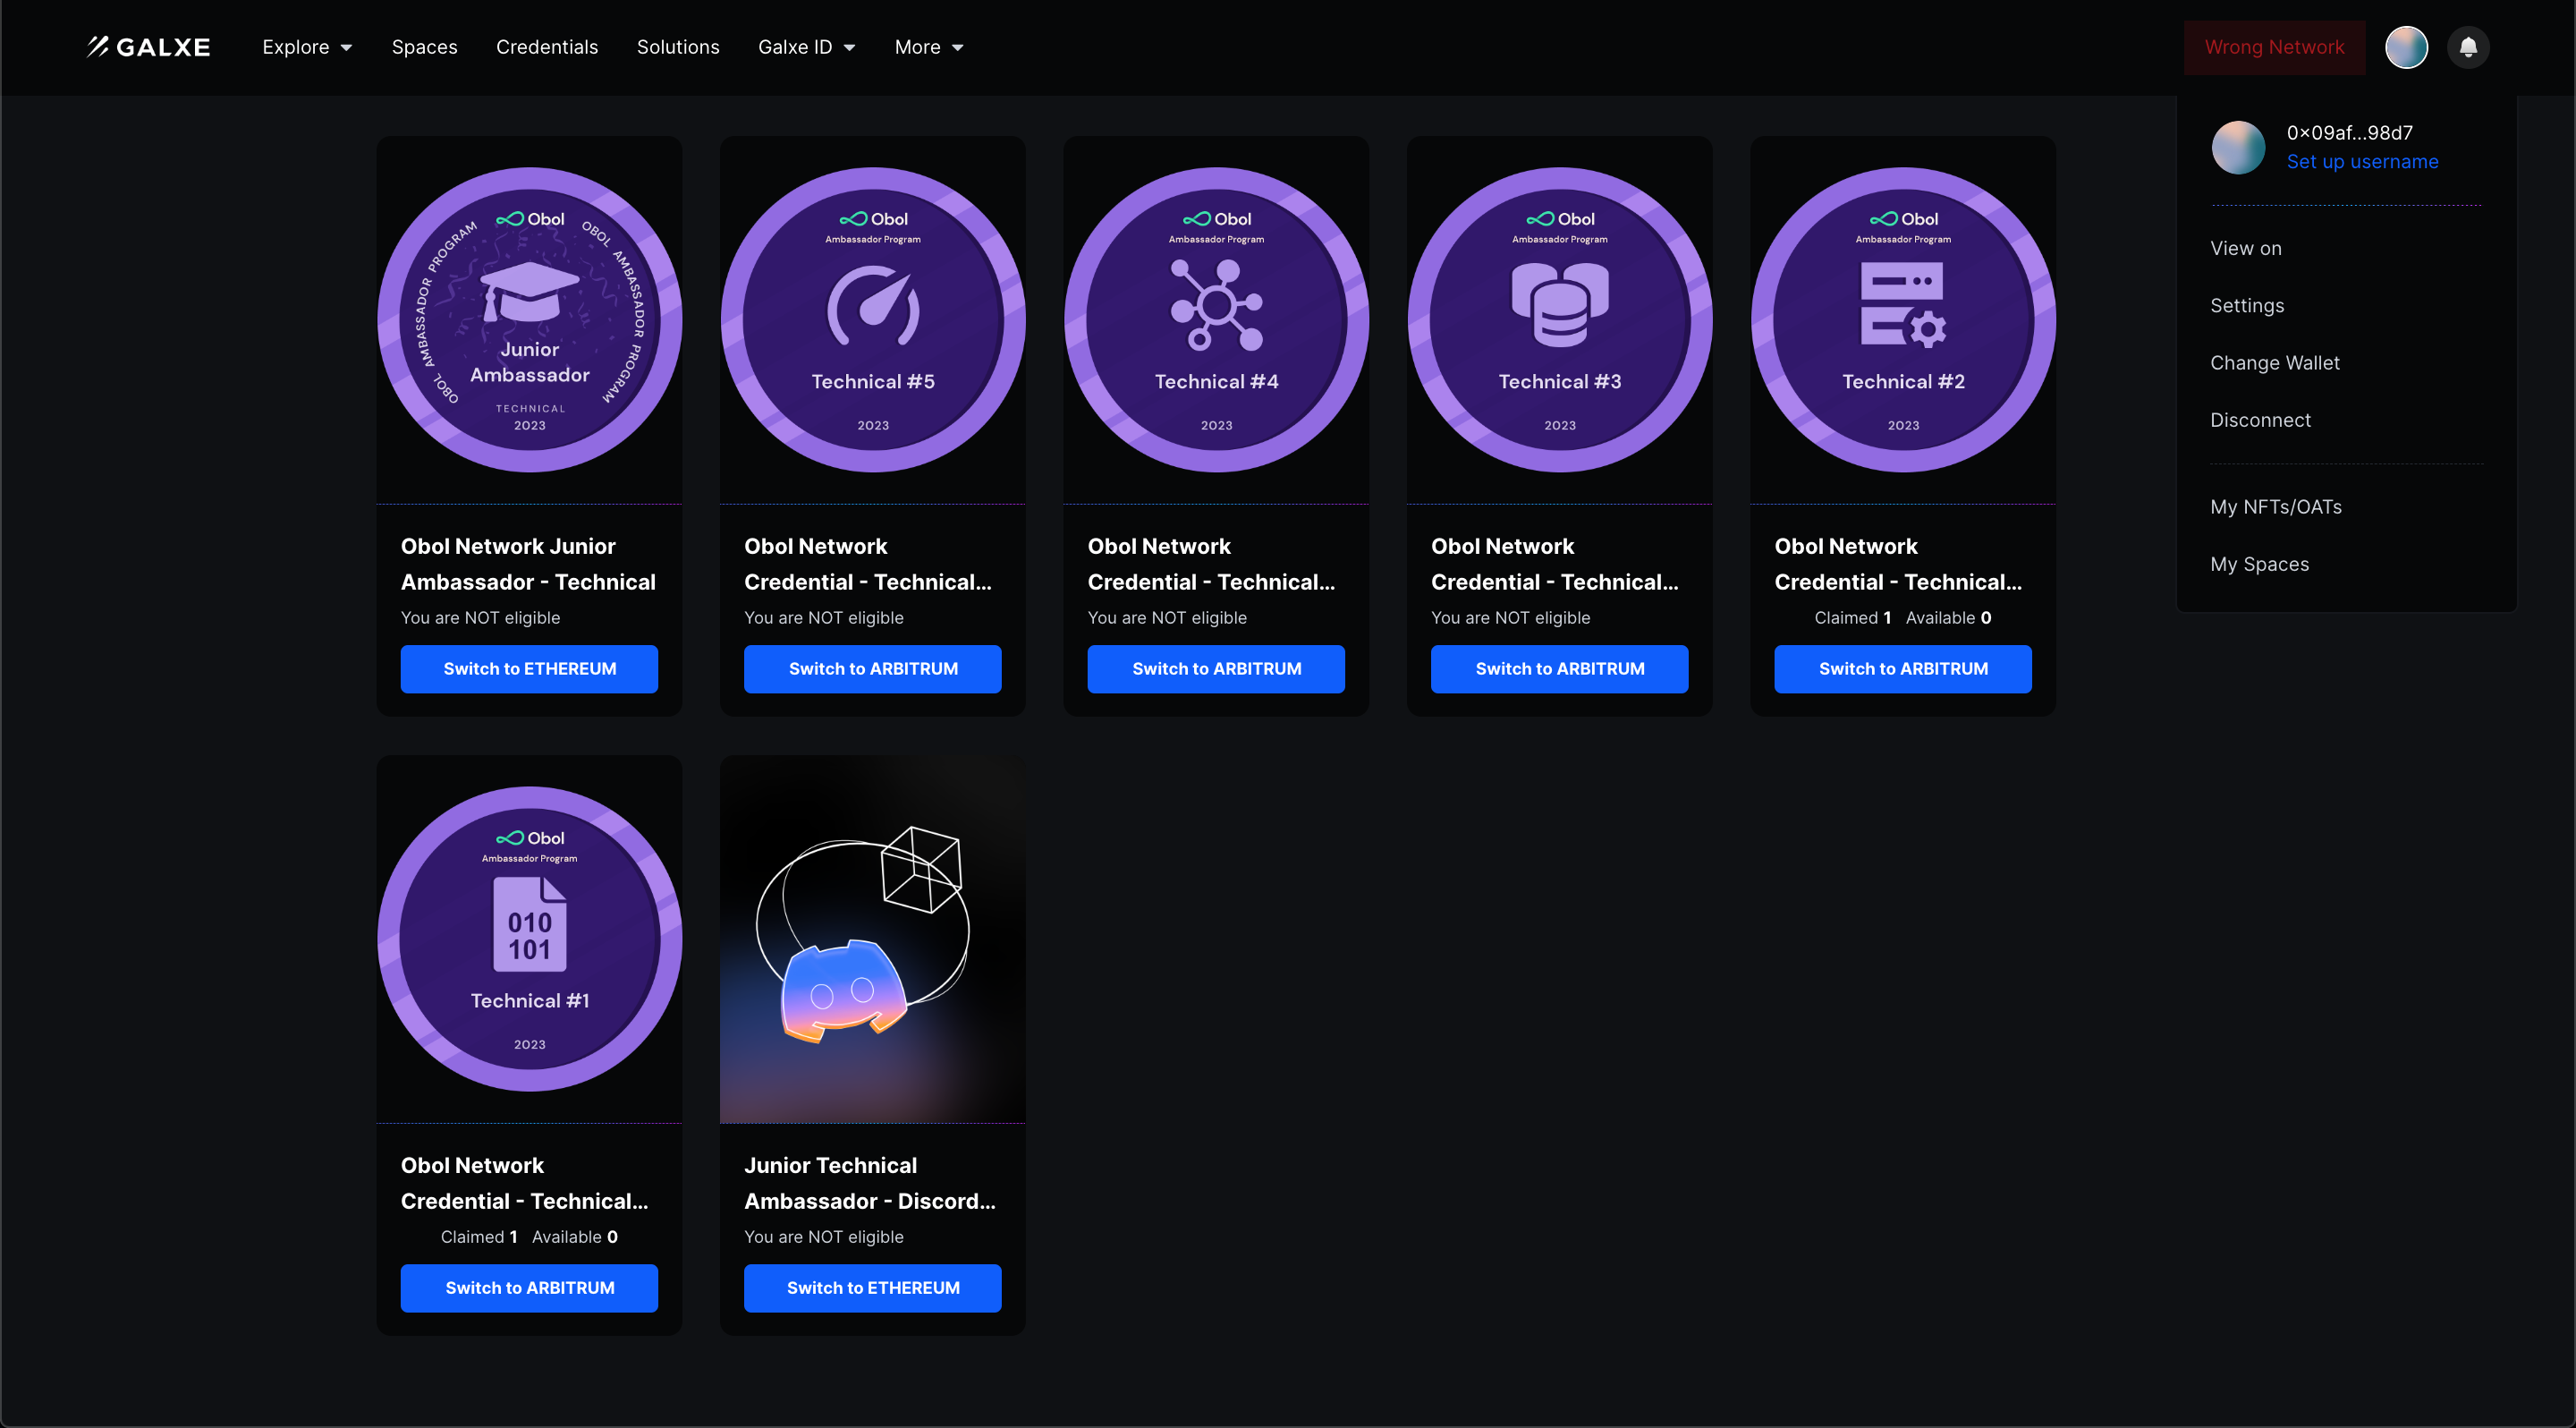 GALXE
Explore
Spaces
Credentials
Solutions
Galxe ID
More
Wrong Network
0x09af...98d7
Set up username
View on
Settings
Change Wallet
Disconnect
My NFTs/OATs
My Spaces
Obol
OBOL AMBASSADOR PROGRAM
OBOL AMBASSADOR PROGRAM
Junior
Ambassador
TECHNICAL
2023
Obol Network Junior
Ambassador - Technical
You are NOT eligible
Switch to ETHEREUM
Obol
Ambassador Program
Technical #5
2023
Obol Network
Credential - Technical...
You are NOT eligible
Switch to ARBITRUM
Obol
Ambassador Program
Technical #4
2023
Obol Network
Credential - Technical...
You are NOT eligible
Switch to ARBITRUM
Obol
Ambassador Program
Technical #3
2023
Obol Network
Credential - Technical...
You are NOT eligible
Switch to ARBITRUM
Obol
Ambassador Program
Technical #2
2023
Obol Network
Credential - Technical...
Claimed 1 Available 0
Switch to ARBITRUM
Obol
Ambassador Program
010
101
Technical #1
2023
Obol Network
Credential - Technical...
Claimed 1 Available 0
Switch to ARBITRUM
Junior Technical
Ambassador - Discord...
You are NOT eligible
Switch to ETHEREUM